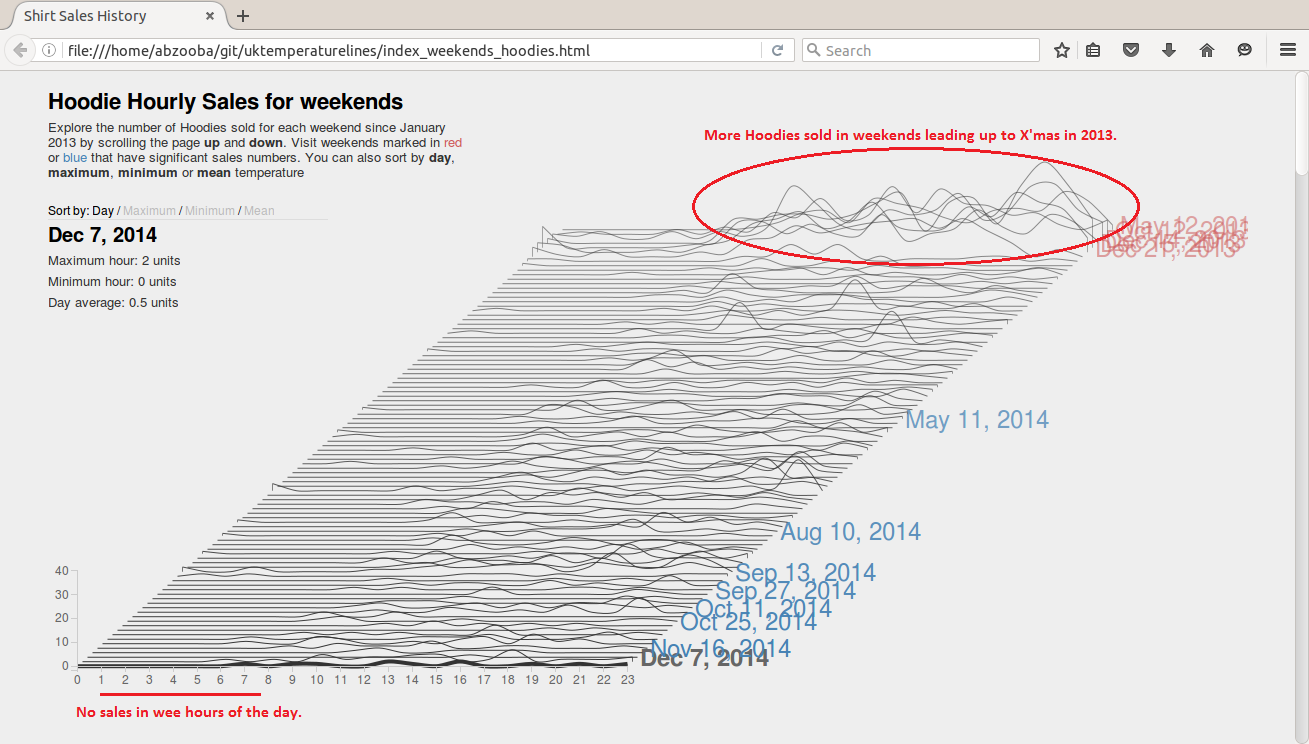 Shirt Sales History
file:///home/abzooba/git/uktemperaturelines/index_weekends_hoodies.html
Search
Hoodie Hourly Sales for weekends
Explore the number of Hoodies sold for each weekend since January
2013 by scrolling the page up and down. Visit weekends marked in red
or blue that have significant sales numbers. You can also sort by day,
maximum, minimum or mean temperature
More Hoodies sold in weekends leading up to X'mas in 2013.
Sort by: Day / Maximum / Minimum / Mean
Dec 7, 2014
Maximum hour: 2 units
Minimum hour: 0 units
Day average: 0.5 units
May 12, 201
Dec 21, 2013
May 11, 2014
Aug 10, 2014
Sep 13, 2014
Sep 27, 2014
Oct 11, 2014
Oct 25, 2014
Nov 16, 2014
Dec 7, 2014
40
30
20
10
0
0 1 2 3 4 5 6 7 8 9 10 11 12 13 14 15 16 17 18 19 20 21 22 23
No sales in wee hours of the day.